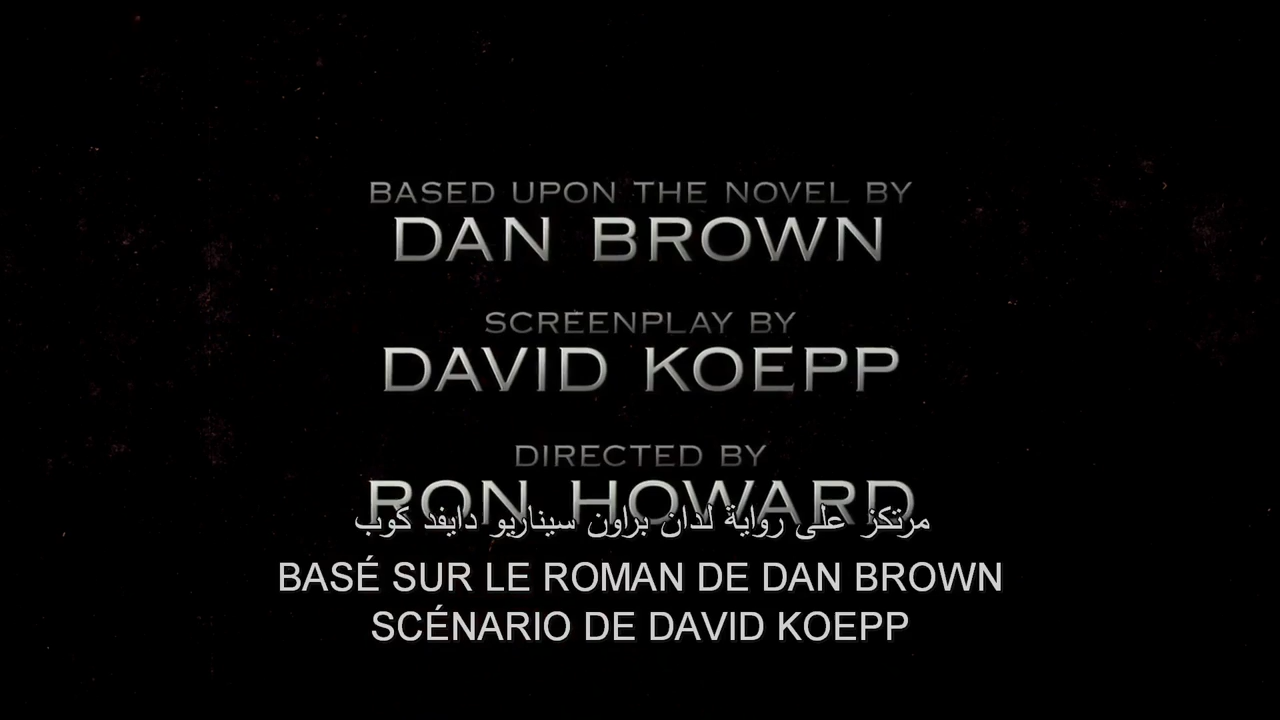 BASED UPON THE NOVEL BY
DAN BROWN
SCREENPLAY BY
DAVID KOEPP
DIRECTED BY
RON HOWARD
مرتكز على رواية لذان براون سيناريو دايفد كوب
BASÉ SUR LE ROMAN DE DAN BROWN
SCÉNARIO DE DAVID KOEPP